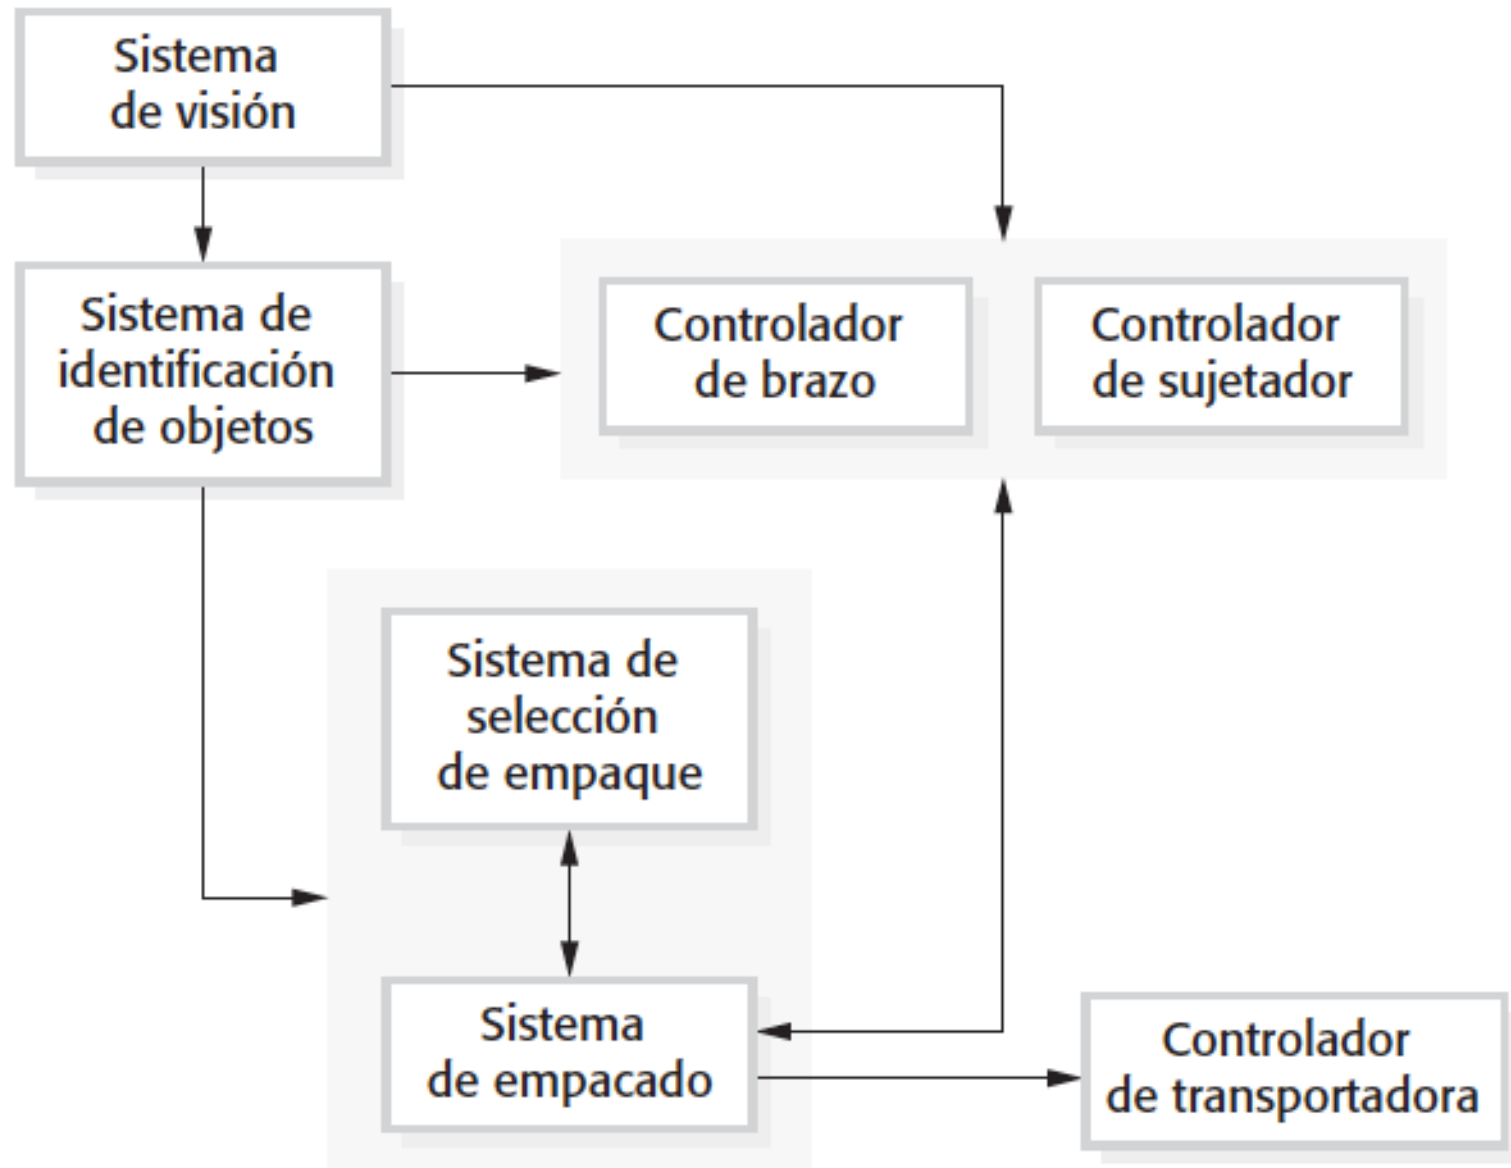 Sistema
de visión
Sistema de
identificación
de objetos
Controlador
de brazo
Controlador
de sujetador
Sistema de
selección
de empaque
Sistema
de empacado
Controlador
de transportadora